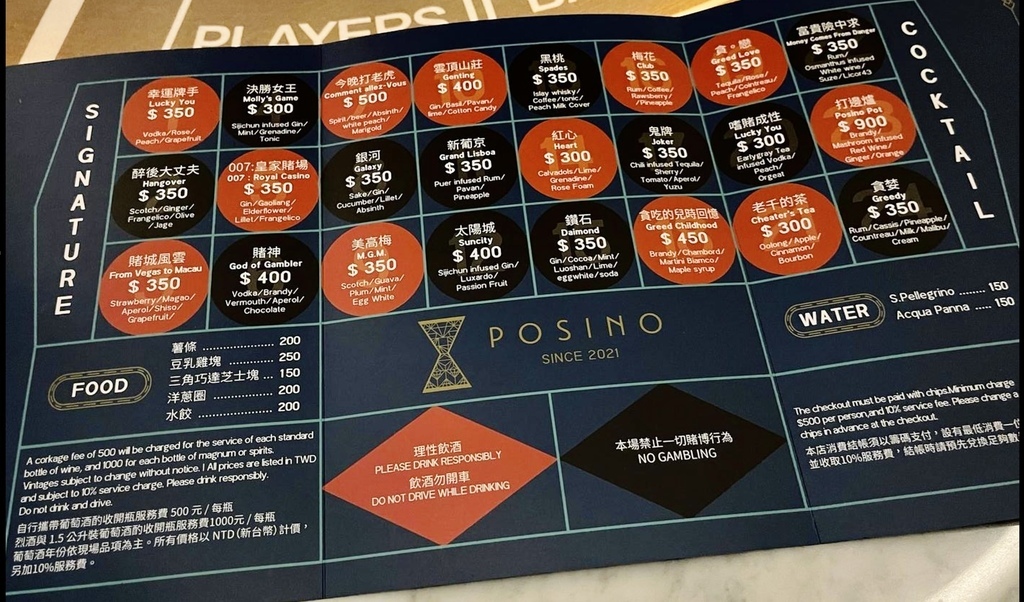 PLAYERS
SIGNATURE
COCKTAIL
幸運牌手
Lucky You
$ 350
Vodka/Rose/
Peach/Grapefruit
決勝女王
Molly's Game
$ 300
Sijichun infused Gin/
Mint/Grenadine/
Tonic
今晚打老虎
Comment allez-Vous
$ 500
Spirit/beer/Absinth/
white peach/
Marigold
雲頂山莊
Genting
$ 400
Gin/Basil/Pavan/
lime/Cotton Candy
黑桃
Spades
$ 350
Islay whisky/
Coffee/tonic/
Peach Milk Cover
梅花
Club
$ 350
Rum/Coffee/
Rawsberry/
Pineapple
貪。戀
Greed Love
$ 350
Tequila/Rose/
Peach/Cointreau/
Frangelico
富貴險中求
Money Comes From Danger
$ 350
Rum/
Osmanthus infused
White wine/
Suze/Licor43
醉後大丈夫
Hangover
$ 350
Scotch/Ginger/
Frangelico/Olive
/Jage
007:皇家賭場
007 : Royal Casino
$ 350
Gin/Gaoliang/
Elderflower/
Lillet/Frangelico
銀河
Galaxy
$ 350
Sake/Gin/
Cucumber/Lillet/
Absinth
新葡京
Grand Lisboa
$ 350
Puer infused Rum/
Pavan/
Pineapple
紅心
Heart
$ 300
Calvados/Lime/
Grenadine/
Rose Foam
鬼牌
Joker
$ 350
Chili infused Tequila/
Sherry/
Tomato/Aperol/
Yuzu
嗜賭成性
Lucky You
$ 300
Earlygray Tea
infused Vodka/
Peach/
Orgeat
打邊爐
Posino Pot
$ 900
Brandy/
Mashroom infused
Red Wine/
Ginger/Orange
賭城風雲
From Vegas to Macau
$ 350
Strawberry/Magao/
Aperol/Shiso/
Grapefruit/
賭神
God of Gambler
$ 400
Vodka/Brandy/
Vermouth/Aperol/
Chocolate
美高梅
M.G.M.
$ 350
Scotch/Guava/
Plum/Mint/
Egg White
太陽城
Suncity
$ 400
Sijichun infused Gin/
Luxardo/
Passion Fruit
鑽石
Daimond
$ 350
Gin/Cocoa/Mint/
Luoshan/Lime/
eggwhite/soda
貪吃的兒時回憶
Greed Childhood
$ 450
Brandy/Chambord/
Martini Biamco/
Maple syrup
老千的茶
Cheater's Tea
$ 300
Oolong/Apple/
Cinnamon/
Bourbon
貪婪
Greedy
$ 350
Rum/Cassis/Pineapple/
Countreau/Milk/Malibu/
Cream
FOOD
薯條 ........................ 200
豆乳雞塊 ................ 250
三角巧達芝士塊 ... 150
洋蔥圈 .................... 200
水餃 ........................ 200
POSINO
SINCE 2021
WATER
S.Pellegrino ........ 150
Acqua Panna ..... 150
A corkage fee of 500 will be charged for the service of each standard
bottle of wine, and 1000 for each bottle of magnum or spirits.
Vintages subject to change without notice. | All prices are listed in TWD
and subject to 10% service charge. Please drink responsibly.
Do not drink and drive.
自行攜帶葡萄酒酌收開瓶服務費 500 元 / 每瓶
烈酒與 1.5 公升裝葡萄酒酌收開瓶服務費1000元 / 每瓶
葡萄酒年份依現場品項為主。所有價格以 NTD (新台幣) 計價,
另加10%服務費。
理性飲酒
PLEASE DRINK RESPONSIBLY
飲酒勿開車
DO NOT DRIVE WHILE DRINKING
本場禁止一切賭博行為
NO GAMBLING
The checkout must be paid with chips.Minimum charge
$500 per person,and 10% service fee. Please change a
chips in advance at the checkout.
本店消費結帳須以籌碼支付,設有最低消費一位
並收取10%服務費,結帳時請預先兌換足夠數